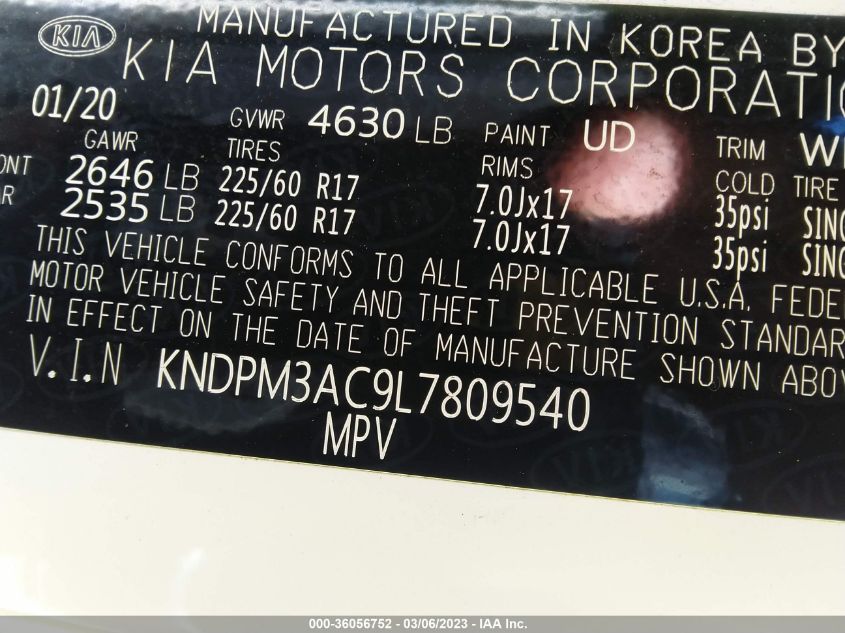 KIA
MANUFACTURED IN KOREA BY
KIA MOTORS CORPORATI
01/20 GVWR 4630 LB PAINT UD TRIM
GAWR TIRES RIMS COLD TIRE
2646 LB 225/60 R17 7.0Jx17 35psi
2535 LB 225/60 R17 7.0Jx17 35psi
THIS VEHICLE CONFORMS TO ALL APPLICABLE U.S.A. FEDE
MOTOR VEHICLE SAFETY AND THEFT PREVENTION STANDAR
IN EFFECT ON THE DATE OF MANUFACTURE SHOWN ABO
V.I.N KNDPM3AC9L7809540
MPV
000-36056752 - 03/06/2023 - IAA Inc.